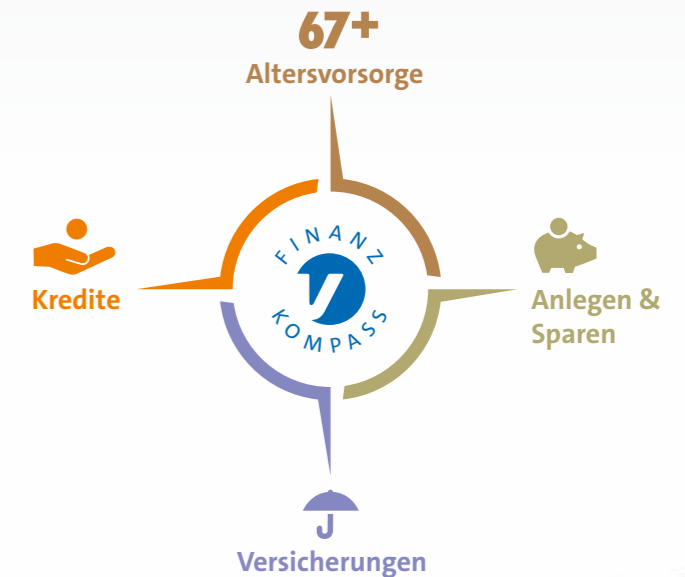 67+
Altersvorsorge
Kredite
FINANZ
KOMPASS
Anlegen &
Sparen
Versicherungen